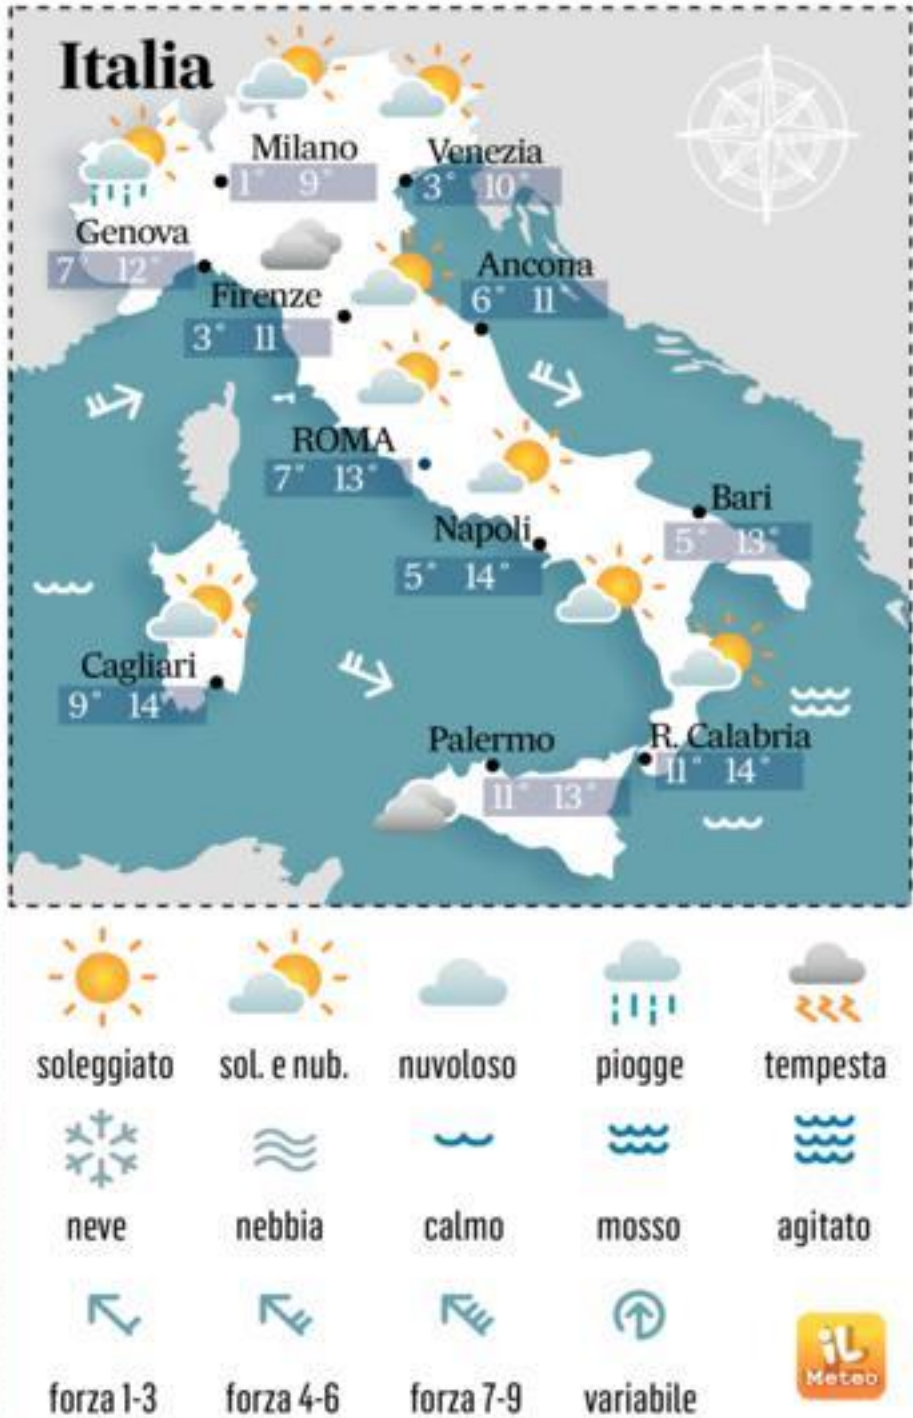 Italia
Milano
1° 9°
Venezia
3° 10°
Genova
7° 12°
Firenze
3° 11°
Ancona
6° 11°
ROMA
7° 13°
Bari
5° 13°
Napoli
5° 14°
Cagliari
9° 14°
Palermo
11° 13°
R. Calabria
11° 14°
soleggiato
sol. e nub.
nuvoloso
piogge
tempesta
neve
nebbia
calmo
mosso
agitato
forza 1-3
forza 4-6
forza 7-9
variabile
iL
Meteo